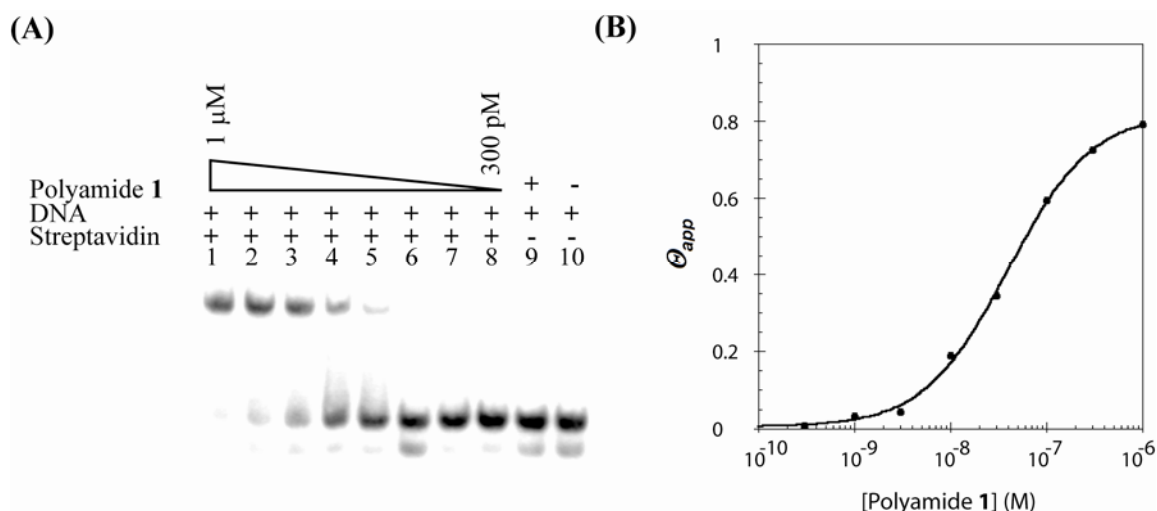 (A)
1 μM
300 pM
Polyamide 1 + -
DNA + + + + + + + + + +
Streptavidin + + + + + + + + - -
1 2 3 4 5 6 7 8 9 10
(B)
1
0.8
0.6
0.4
0.2
0
Θapp
10⁻¹⁰ 10⁻⁹ 10⁻⁸ 10⁻⁷ 10⁻⁶
[Polyamide 1] (M)